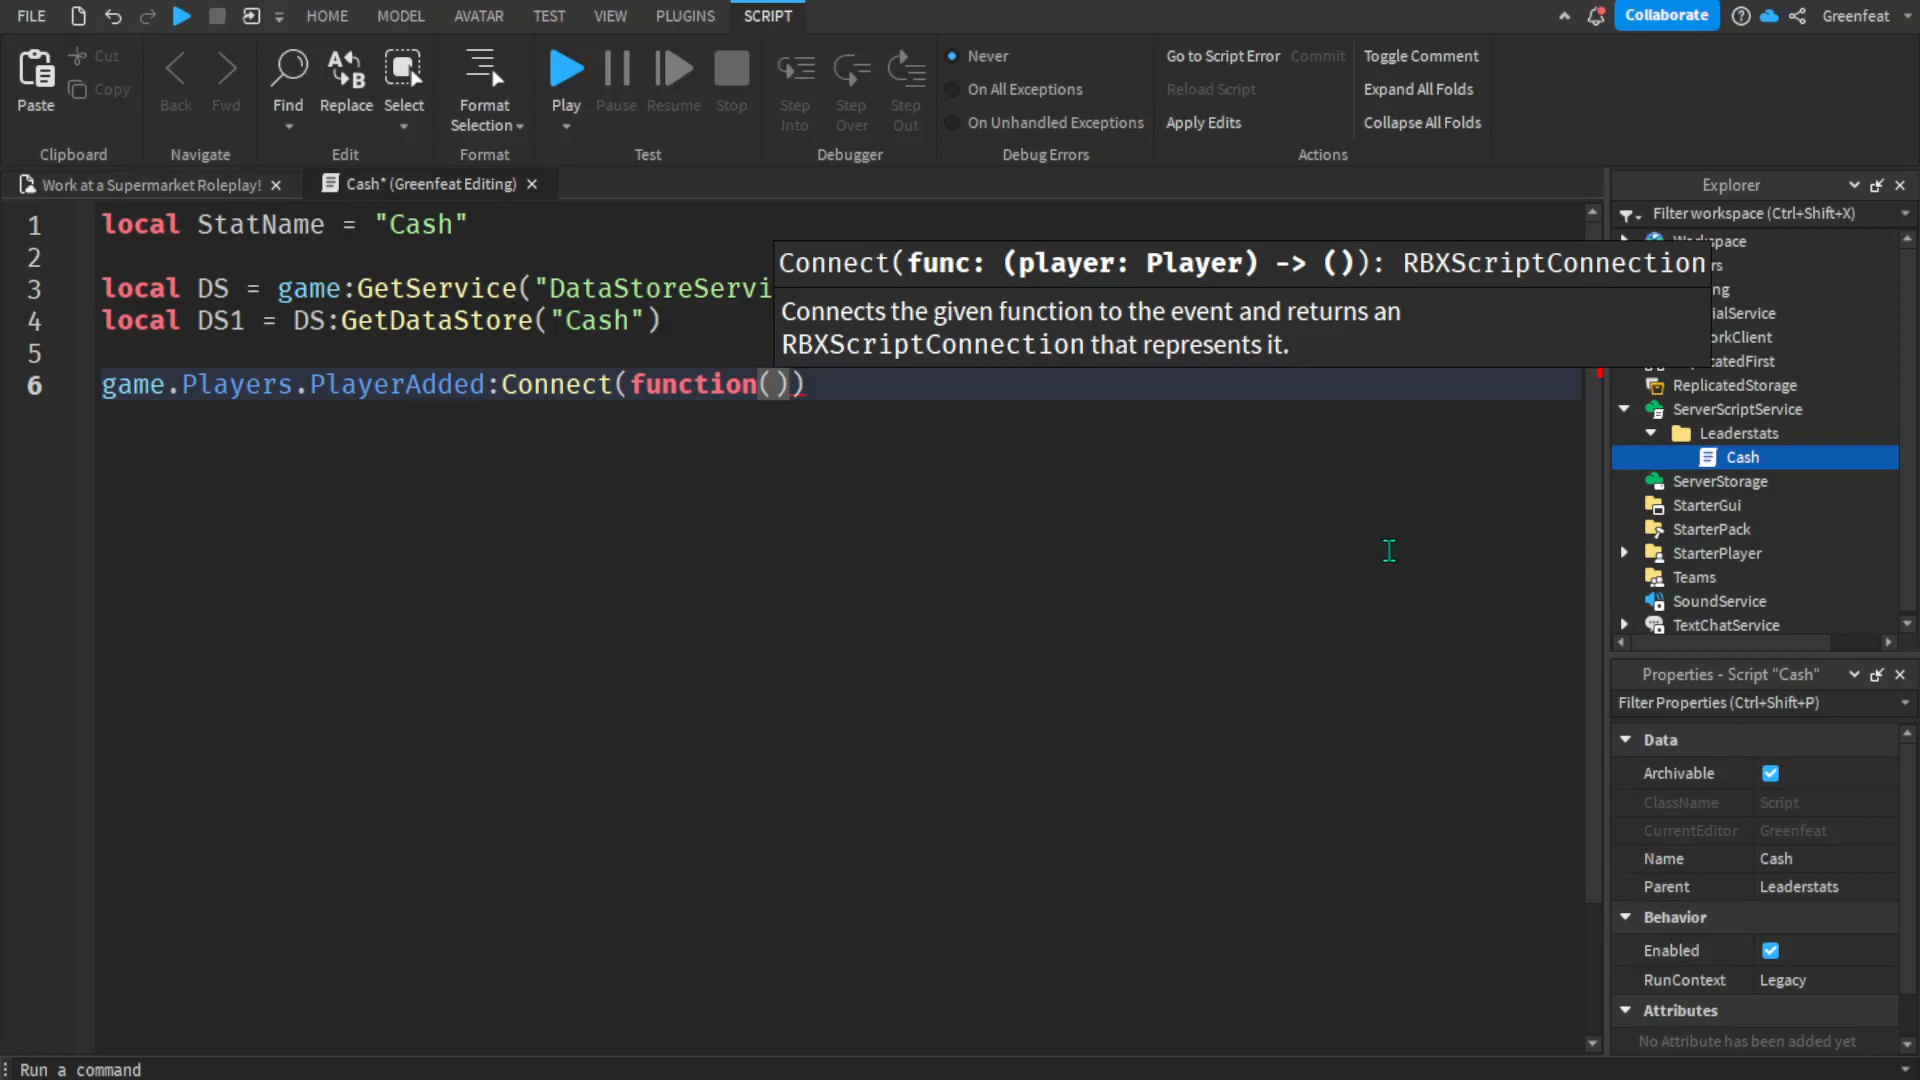 FILE HOME MODEL AVATAR TEST VIEW PLUGINS SCRIPT Collaborate Greenfeat
Paste Cut Copy
Clipboard
Back Fwd
Navigate
Find Replace Select
Edit
Format Selection
Format
Play Pause Resume Stop
Test
Step Into Step Over Step Out
Debugger
Never
On All Exceptions
On Unhandled Exceptions
Debug Errors
Go to Script Error Commit Toggle Comment
Reload Script Expand All Folds
Apply Edits Collapse All Folds
Actions
Work at a Supermarket Roleplay! Cash* (Greenfeat Editing)
1 local StatName = "Cash"
2
3 local DS = game:GetService("DataStoreServi
4 local DS1 = DS:GetDataStore("Cash")
5
6 game.Players.PlayerAdded:Connect(function())
Connect(func: (player: Player) -> ()): RBXScriptConnection
Connects the given function to the event and returns an
RBXScriptConnection that represents it.
Explorer
Filter workspace (Ctrl+Shift+X)
Workspace
rs
ng
ialService
orkClient
catedFirst
ReplicatedStorage
ServerScriptService
Leaderstats
Cash
ServerStorage
StarterGui
StarterPack
StarterPlayer
Teams
SoundService
TextChatService
Properties - Script "Cash"
Filter Properties (Ctrl+Shift+P)
Data
Archivable
ClassName Script
CurrentEditor Greenfeat
Name Cash
Parent Leaderstats
Behavior
Enabled
RunContext Legacy
Attributes
No Attribute has been added yet
Run a command